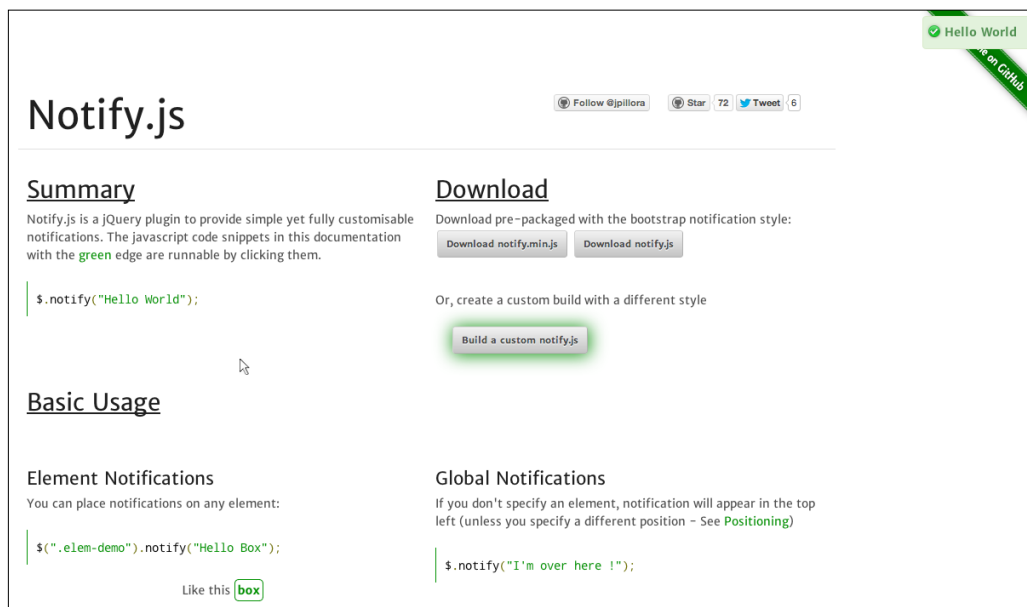 Hello World
e on GitHub
Notify.js
Follow @jpillora
Star
72
Tweet
6
Summary
Notify.js is a jQuery plugin to provide simple yet fully customisable
notifications. The javascript code snippets in this documentation
with the green edge are runnable by clicking them.
$.notify("Hello World");
Download
Download pre-packaged with the bootstrap notification style:
Download notify.min.js
Download notify.js
Or, create a custom build with a different style
Build a custom notify.js
Basic Usage
Element Notifications
You can place notifications on any element:
$(".elem-demo").notify("Hello Box");
Like this box
Global Notifications
If you don't specify an element, notification will appear in the top
left (unless you specify a different position - See Positioning)
$.notify("I'm over here !");